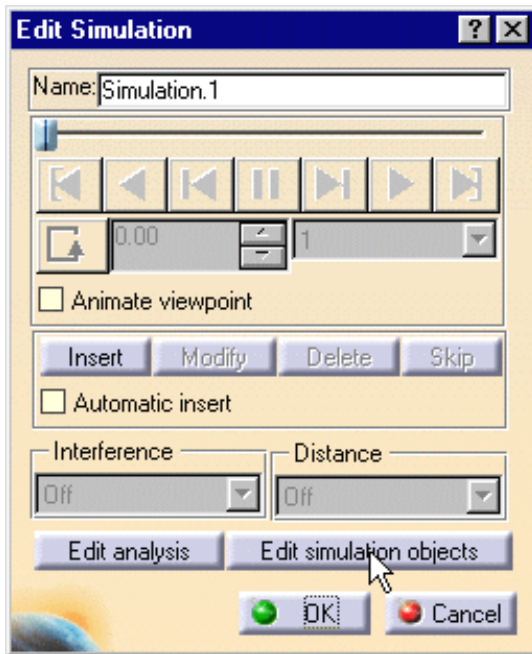 Edit Simulation ? X
Name: Simulation.1
0.00 1
Animate viewpoint
Insert Modify Delete Skip
Automatic insert
Interference Distance
Off Off
Edit analysis Edit simulation objects
OK Cancel